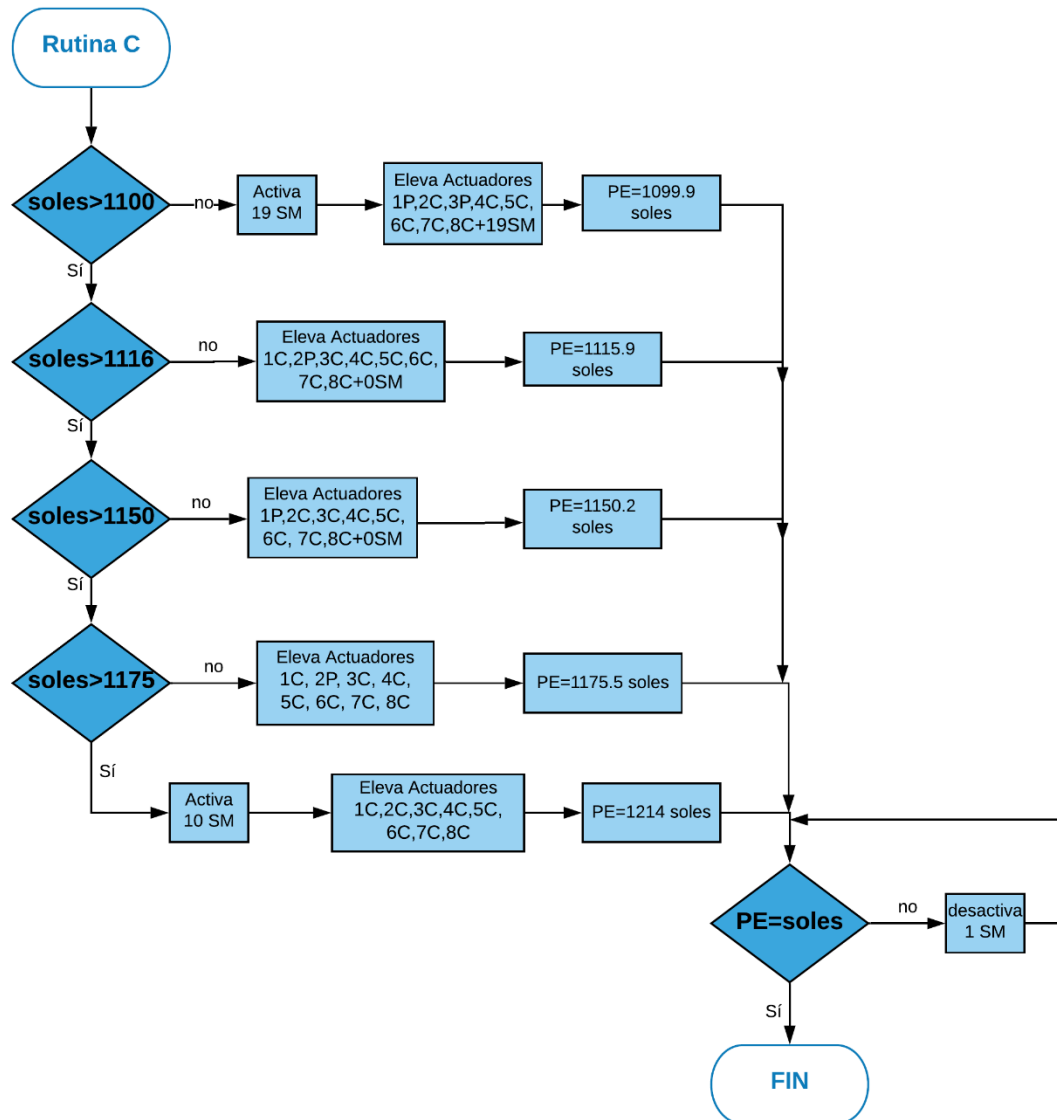 Rutina C
soles>1100
no
Activa
19 SM
Eleva Actuadores
1P,2C,3P,4C,5C,
6C,7C,8C+19SM
PE=1099.9
soles
Sí
soles>1116
no
Eleva Actuadores
1C,2P,3C,4C,5C,6C,
7C,8C+0SM
PE=1115.9
soles
Sí
soles>1150
no
Eleva Actuadores
1P,2C,3C,4C,5C,
6C, 7C,8C+0SM
PE=1150.2
soles
Sí
soles>1175
no
Eleva Actuadores
1C, 2P, 3C, 4C,
5C, 6C, 7C, 8C
PE=1175.5 soles
Sí
Activa
10 SM
Eleva Actuadores
1C,2C,3C,4C,5C,
6C,7C,8C
PE=1214 soles
PE=soles
no
desactiva
1 SM
Sí
FIN